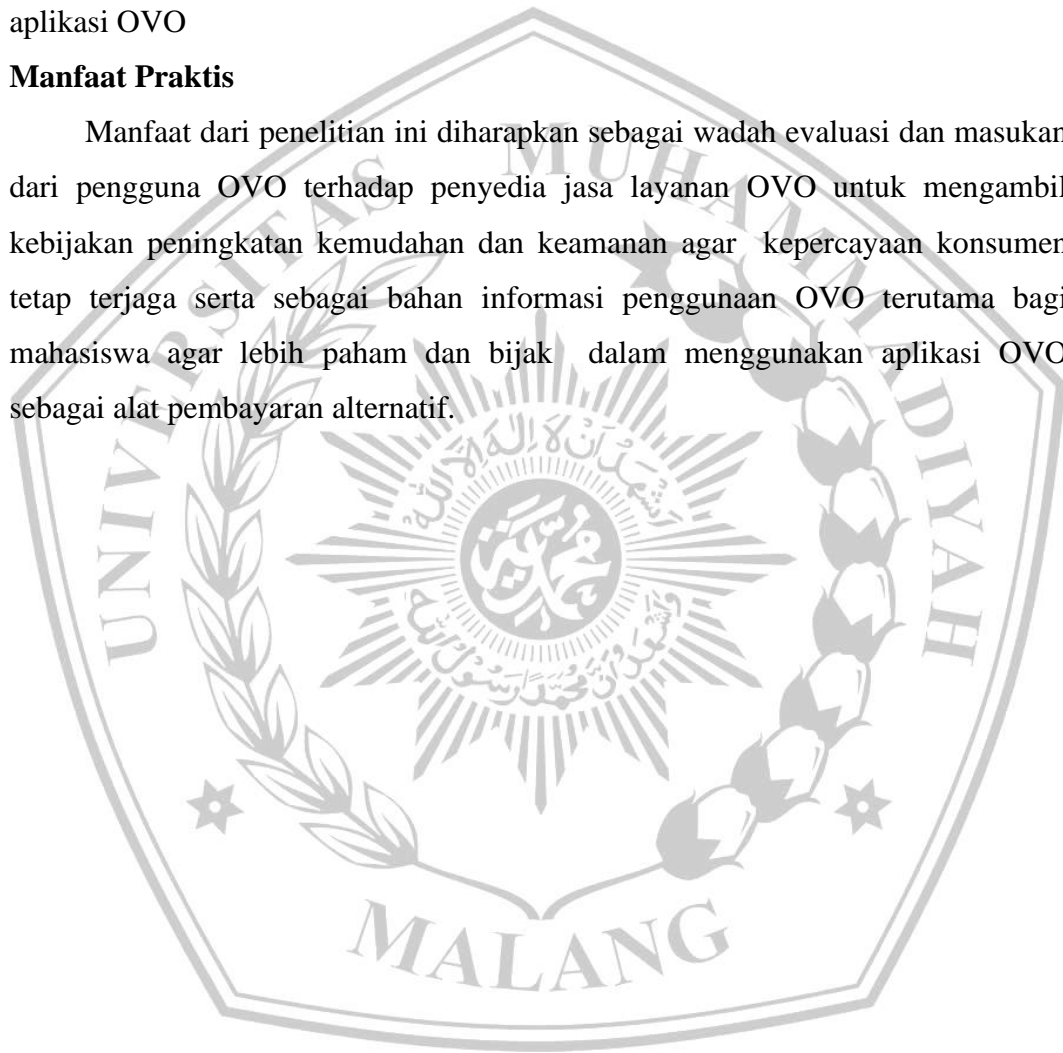 aplikasi OVO
Manfaat Praktis
Manfaat dari penelitian ini diharapkan sebagai wadah evaluasi dan masukan
dari pengguna OVO terhadap penyedia jasa layanan OVO untuk mengambil
kebijakan peningkatan kemudahan dan keamanan agar kepercayaan konsumen
tetap terjaga serta sebagai bahan informasi penggunaan OVO terutama bagi
mahasiswa agar lebih paham dan bijak dalam menggunakan aplikasi OVO
sebagai alat pembayaran alternatif.
UNIVERSITAS MUHAMMADIYAH
MALANG